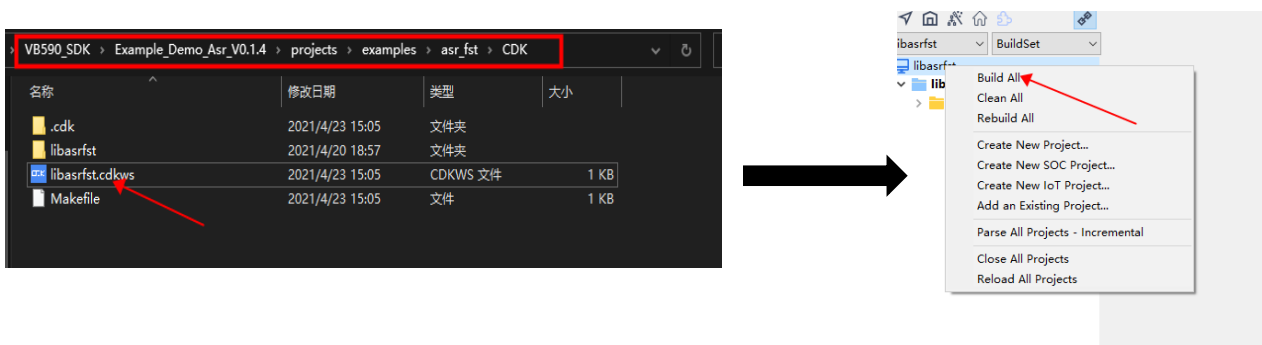 VB590_SDK > Example_Demo_Asr_V0.1.4 > projects > examples > asr_fst > CDK
名称 修改日期 类型 大小
.cdk 2021/4/23 15:05 文件夹
libasrfst 2021/4/20 18:57 文件夹
libasrfst.cdkws 2021/4/23 15:05 CDKWS 文件 1 KB
Makefile 2021/4/23 15:05 文件 1 KB
ibasrfst BuildSet
libasrfst
lib
Build All
Clean All
Rebuild All
Create New Project...
Create New SOC Project...
Create New IoT Project...
Add an Existing Project...
Parse All Projects - Incremental
Close All Projects
Reload All Projects